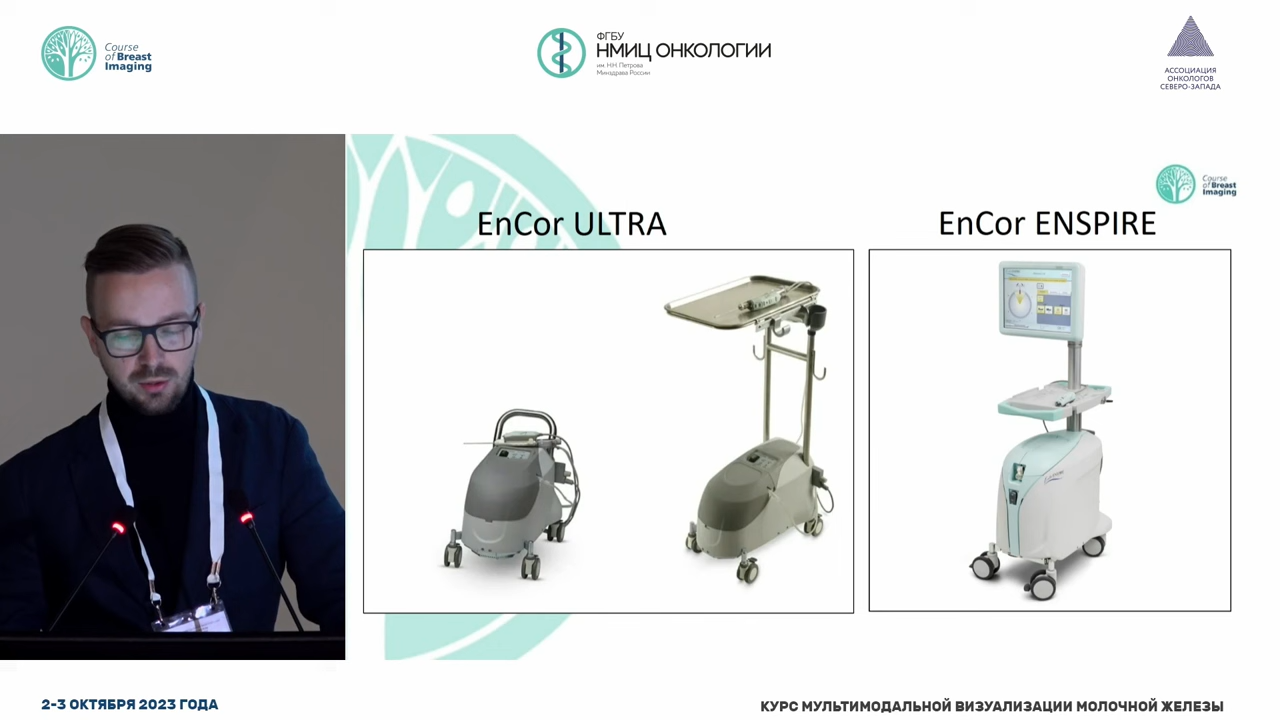 Course
of Breast
Imaging
ФГБУ
НМИЦ ОНКОЛОГИИ
им. Н.Н. Петрова
Минздрава России
АССОЦИАЦИЯ
ОНКОЛОГОВ
СЕВЕРО-ЗАПАДА
Course
of Breast
Imaging
EnCor ULTRA
EnCor ENSPIRE
2-3 ОКТЯБРЯ 2023 ГОДА
КУРС МУЛЬТИМОДАЛЬНОЙ ВИЗУАЛИЗАЦИИ МОЛОЧНОЙ ЖЕЛЕЗЫ